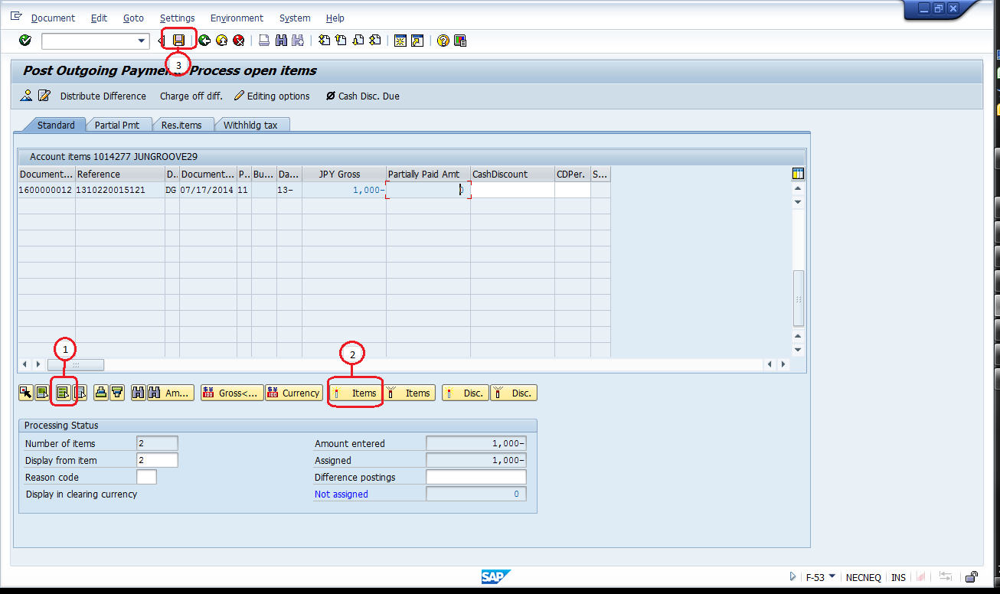 Document Edit Goto Settings Environment System Help
3
Post Outgoing Payment Process open items
Distribute Difference Charge off diff. Editing options Cash Disc. Due
Standard Partial Pmt Res.items Withhldg tax
Account items 1014277 JUNGROOVE29
Document... Reference D.. Document... P.. Bu... Da... JPY Gross Partially Paid Amt CashDiscount CDPer. S...
1600000012 1310220015121 DG 07/17/2014 11 13- 1,000- 0
1 2
Am... Gross<... Currency Items Items Disc. Disc.
Processing Status
Number of items 2 Amount entered 1,000-
Display from item 2 Assigned 1,000-
Reason code Difference postings
Display in clearing currency Not assigned 0
SAP F-53 NECNEQ INS